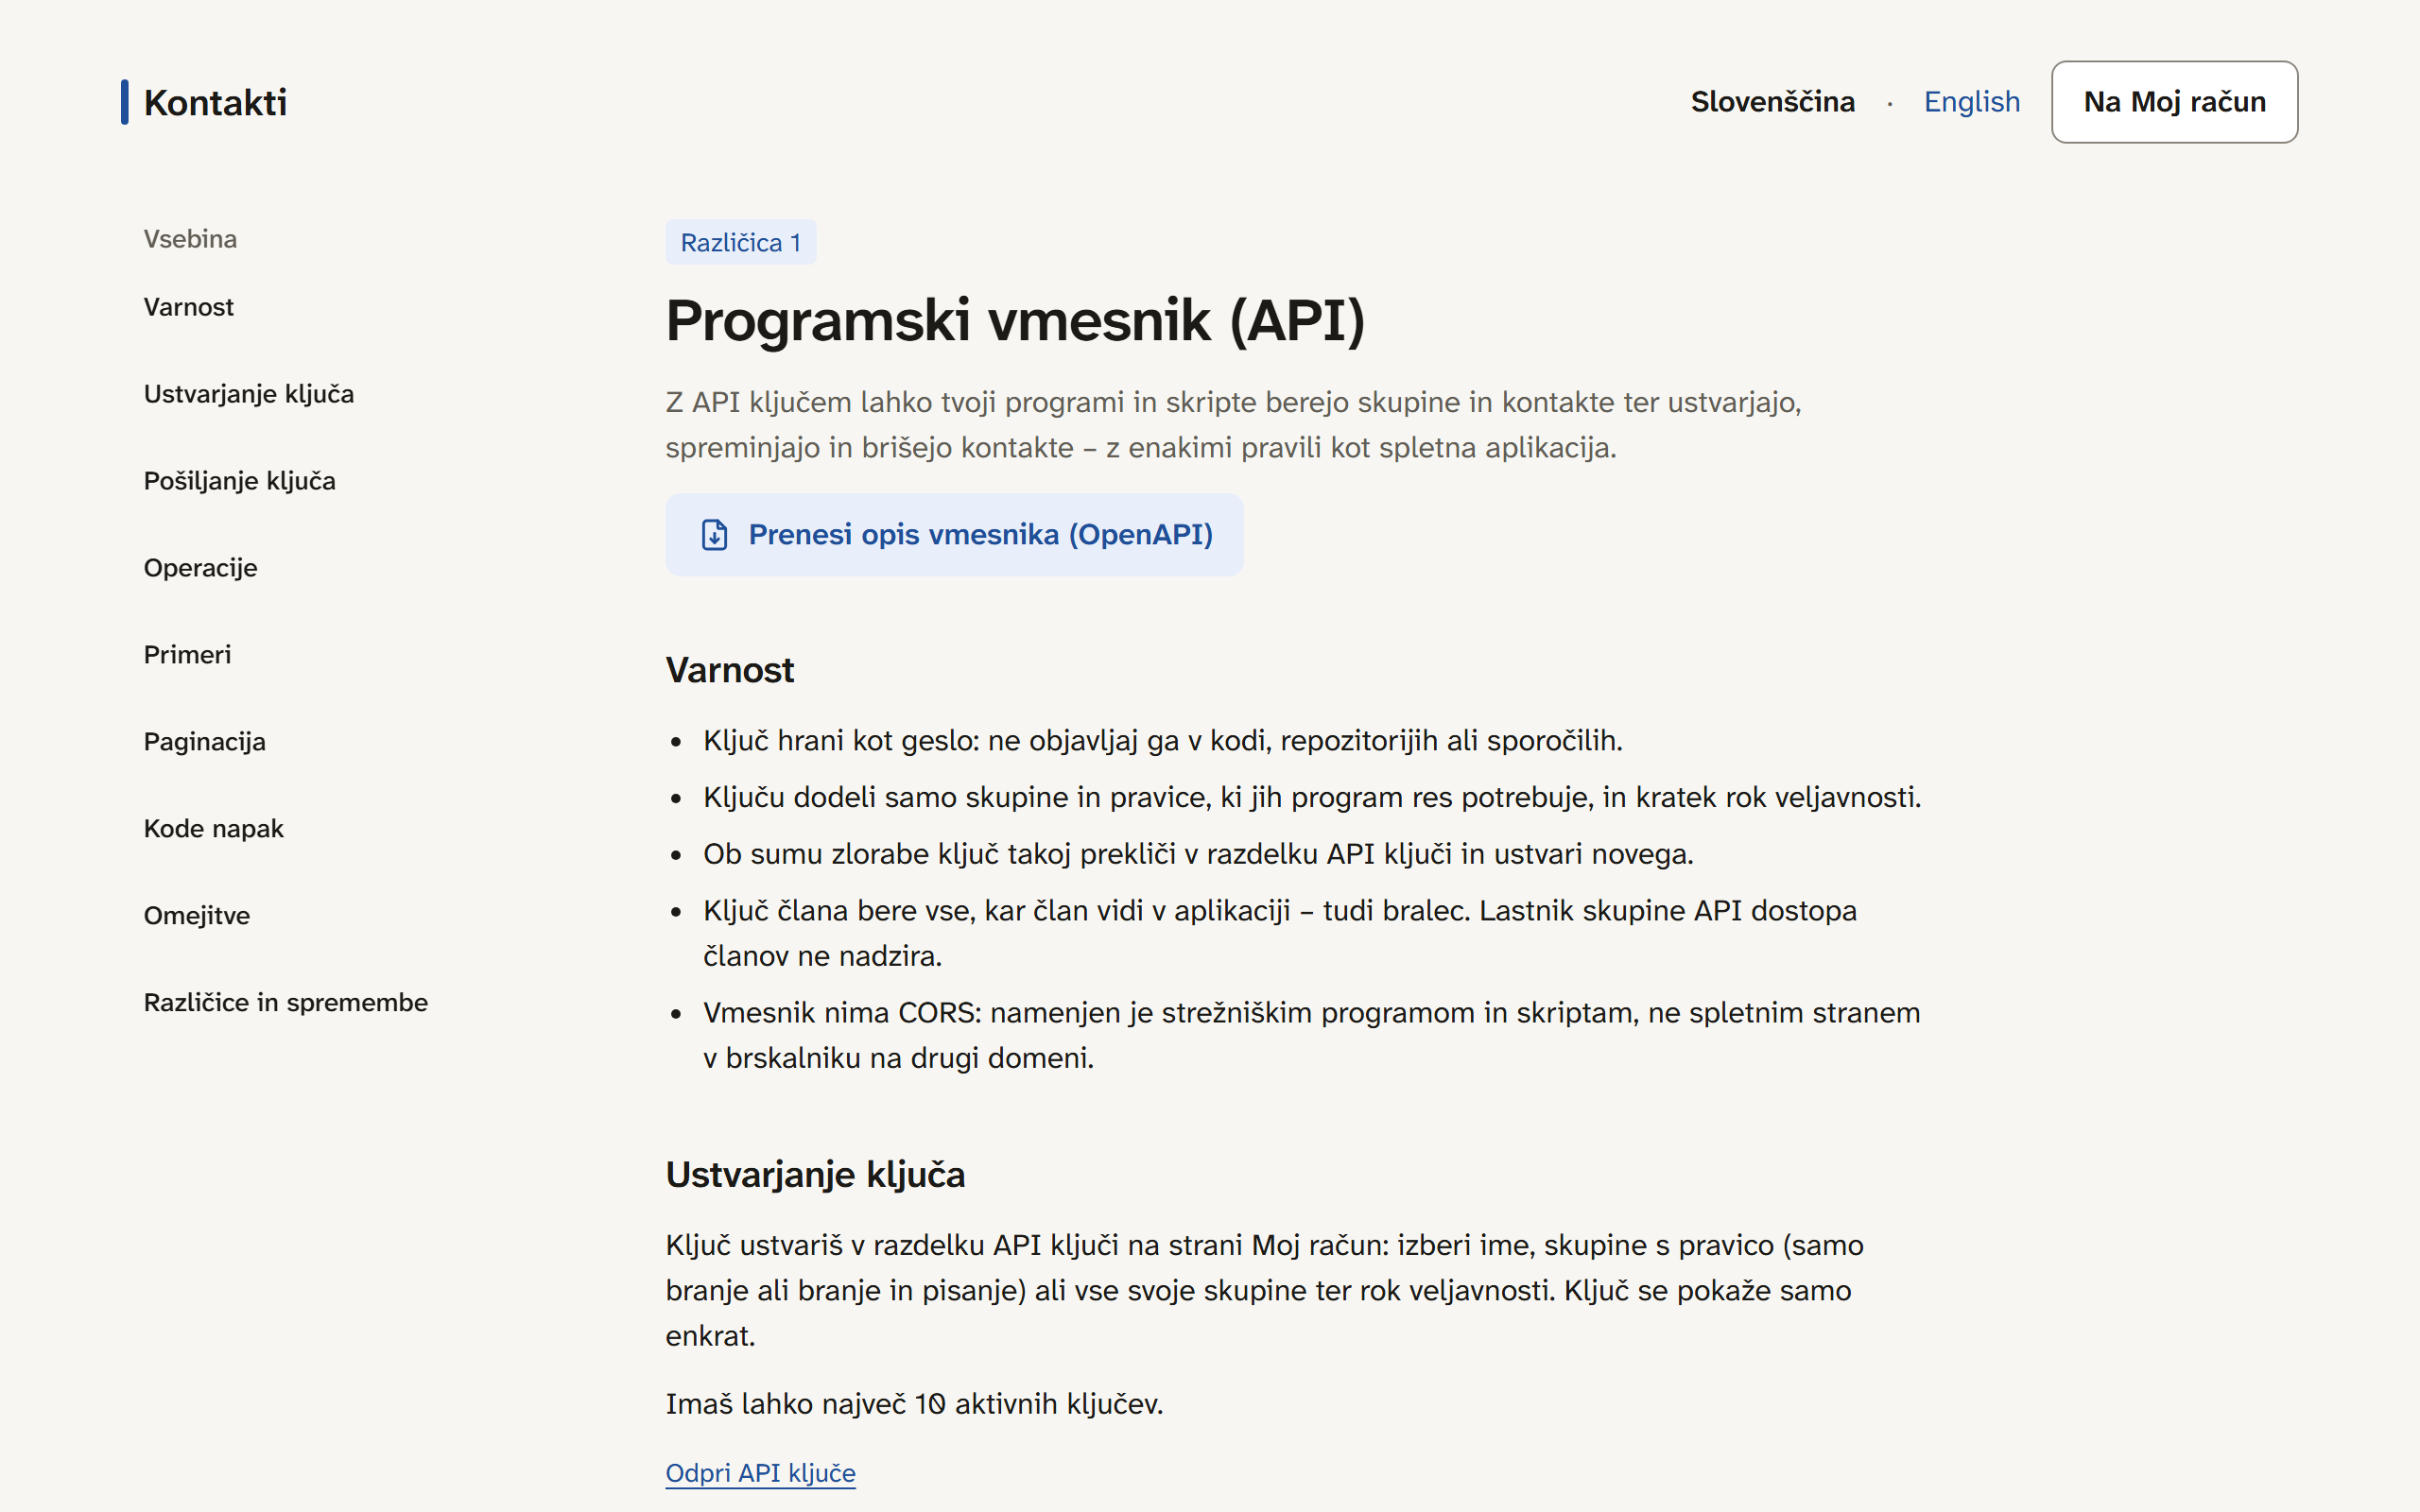 Kontakti
Slovenščina · English
Na Moj račun
Vsebina
Varnost
Ustvarjanje ključa
Pošiljanje ključa
Operacije
Primeri
Paginacija
Kode napak
Omejitve
Različice in spremembe
Različica 1
Programski vmesnik (API)
Z API ključem lahko tvoji programi in skripte berejo skupine in kontakte ter ustvarjajo,
spreminjajo in brišejo kontakte – z enakimi pravili kot spletna aplikacija.
Prenesi opis vmesnika (OpenAPI)
Varnost
• Ključ hrani kot geslo: ne objavljaj ga v kodi, repozitorijih ali sporočilih.
• Ključu dodeli samo skupine in pravice, ki jih program res potrebuje, in kratek rok veljavnosti.
• Ob sumu zlorabe ključ takoj prekliči v razdelku API ključi in ustvari novega.
• Ključ člana bere vse, kar član vidi v aplikaciji – tudi bralec. Lastnik skupine API dostopa
članov ne nadzira.
• Vmesnik nima CORS: namenjen je strežniškim programom in skriptam, ne spletnim stranem
v brskalniku na drugi domeni.
Ustvarjanje ključa
Ključ ustvariš v razdelku API ključi na strani Moj račun: izberi ime, skupine s pravico (samo
branje ali branje in pisanje) ali vse svoje skupine ter rok veljavnosti. Ključ se pokaže samo
enkrat.
Imaš lahko največ 10 aktivnih ključev.
Odpri API ključe